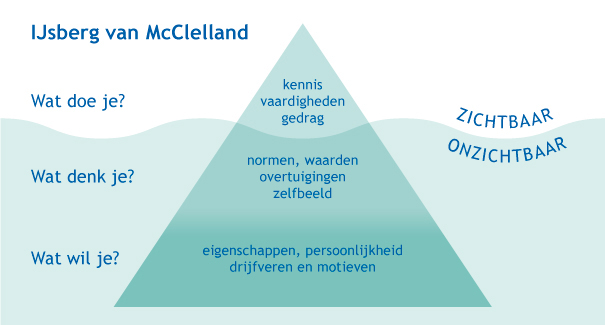 IJsberg van McClelland
Wat doe je?
kennis
vaardigheden
gedrag
ZICHTBAAR
ONZICHTBAAR
Wat denk je?
normen, waarden
overtuigingen
zelfbeeld
Wat wil je?
eigenschappen, persoonlijkheid
drijfveren en motieven